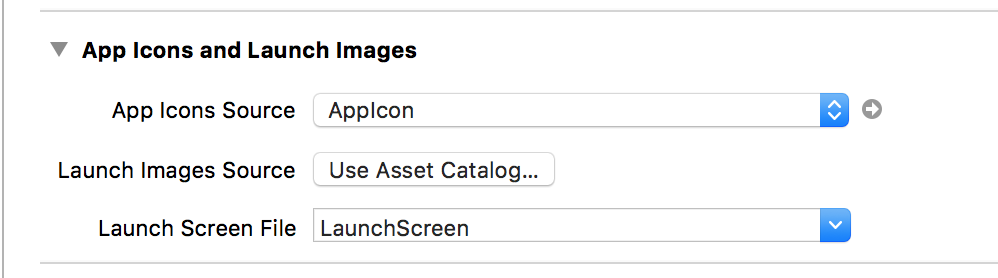 App Icons and Launch Images
App Icons Source AppIcon
Launch Images Source Use Asset Catalog...
Launch Screen File LaunchScreen